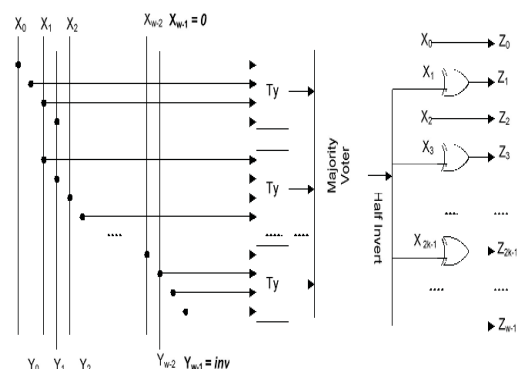 X0 X1 X2 Xw-2 Xw-1 = 0
Ty
Ty
....
..... ....
Ty
Y0 Y1 Y2 Yw-2 Yw-1 = inv
Majority Voter
Half Invert
X0 Z0
X1 Z1
X2 Z2
X3 Z3
.... ....
X2k-1 Z2k-1
.... ....
Zw-1